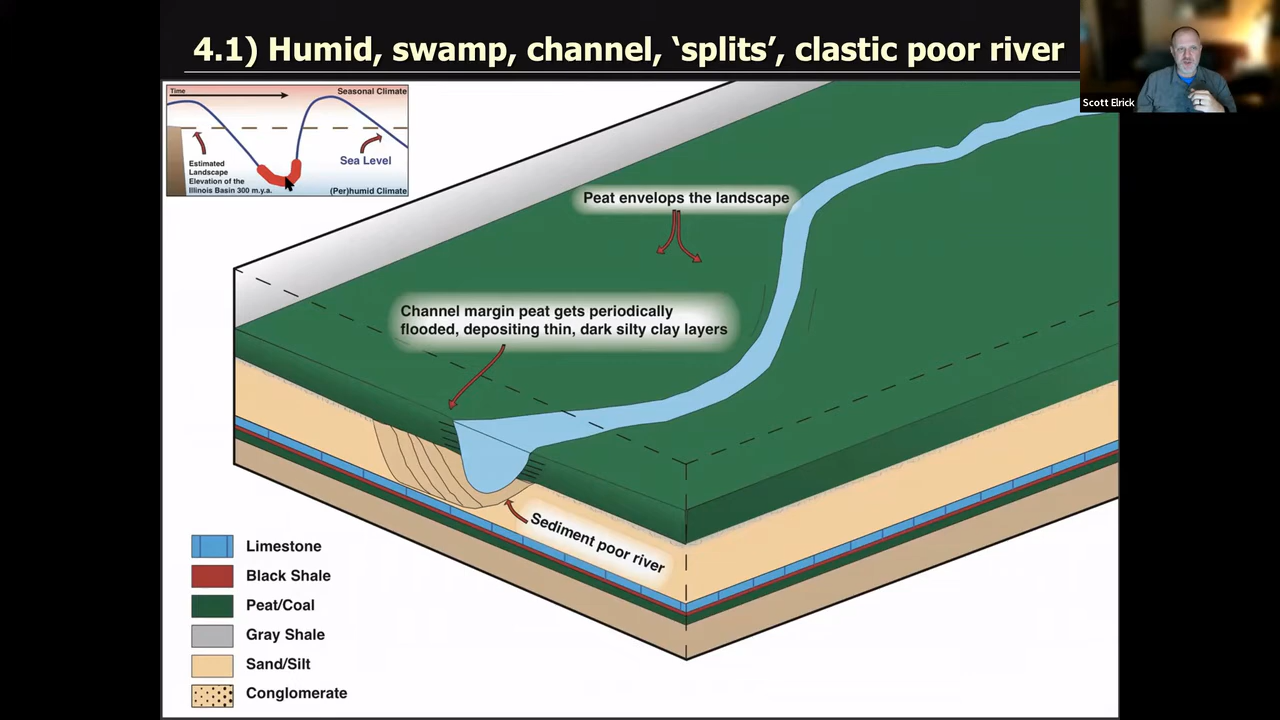 4.1) Humid, swamp, channel, ‘splits’, clastic poor river
Scott Elrick
Time
Seasonal Climate
Estimated
Landscape
Elevation of the
Illinois Basin 300 m.y.a.
Sea Level
(Per)humid Climate
Peat envelops the landscape
Channel margin peat gets periodically
flooded, depositing thin, dark silty clay layers
Sediment poor river
Limestone
Black Shale
Peat/Coal
Gray Shale
Sand/Silt
Conglomerate